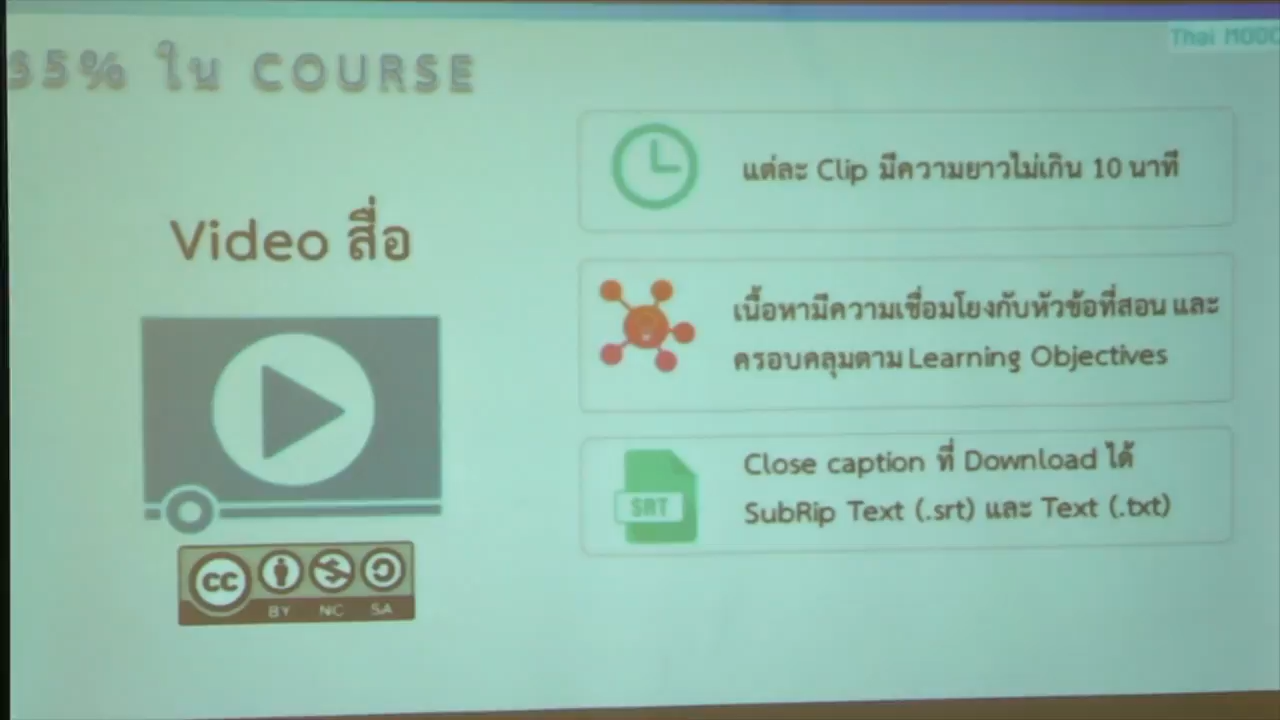 55% ใน COURSE
Thai MOOC
Video สื่อ
แต่ละ Clip มีความยาวไม่เกิน 10 นาที
เนื้อหามีความเชื่อมโยงกับหัวข้อที่สอน และ
ครอบคลุมตาม Learning Objectives
SRT
Close caption ที่ Download ได้
SubRip Text (.srt) และ Text (.txt)
CC
BY NC SA